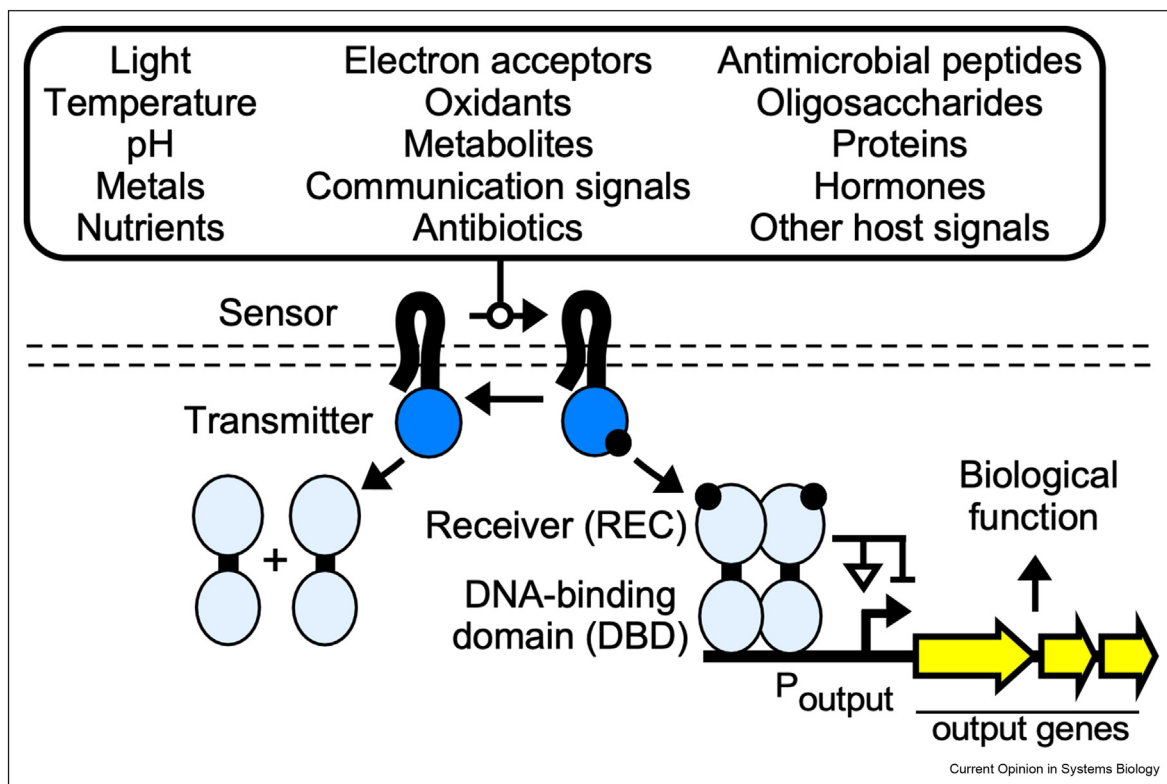 Light Electron acceptors Antimicrobial peptides
Temperature Oxidants Oligosaccharides
pH Metabolites Proteins
Metals Communication signals Hormones
Nutrients Antibiotics Other host signals
Sensor
Transmitter
+
Receiver (REC)
DNA-binding
domain (DBD)
Biological
function
Poutput
output genes
Current Opinion in Systems Biology